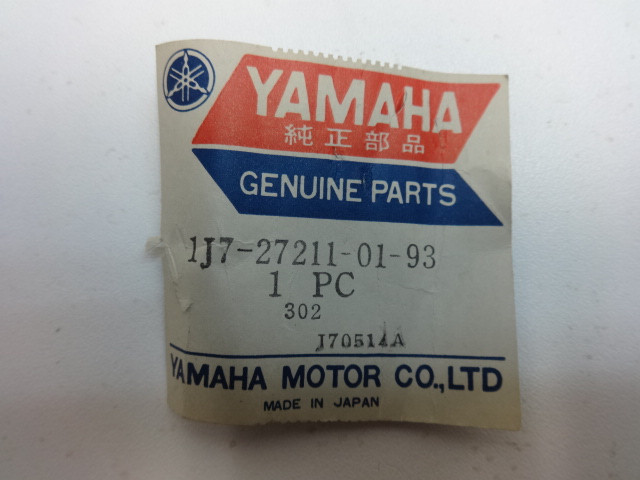 YAMAHA
純正部品
GENUINE PARTS
1J7-27211-01-93
1 PC
302
J70514A
YAMAHA MOTOR CO.,LTD
MADE IN JAPAN